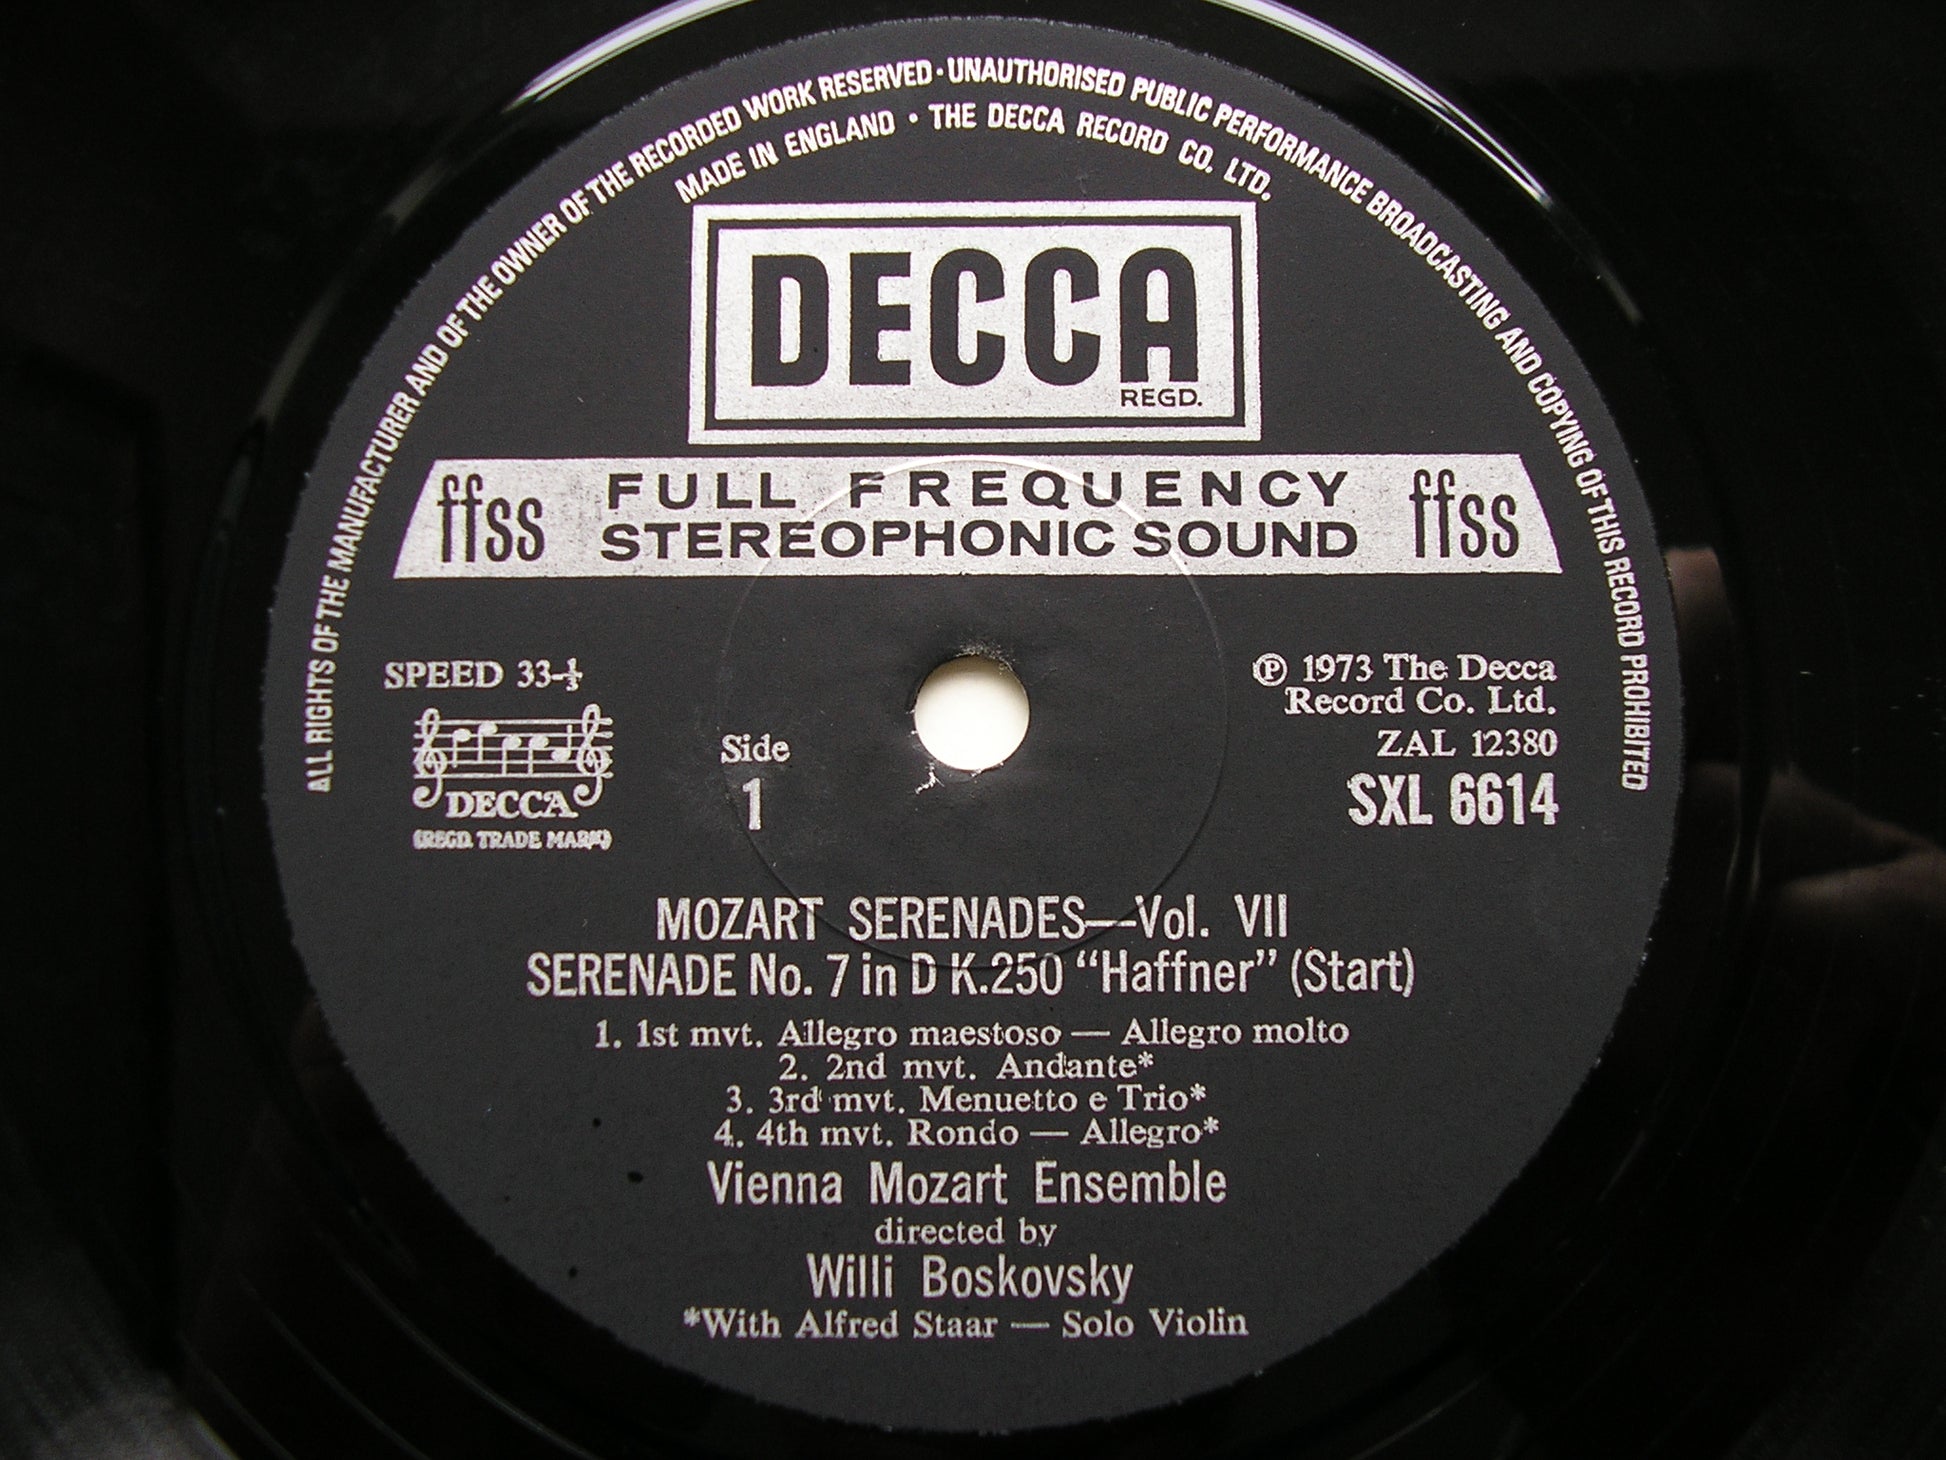 ALL RIGHTS OF THE MANUFACTURER AND OF THE OWNER OF THE RECORDED WORK RESERVED · UNAUTHORISED PUBLIC PERFORMANCE BROADCASTING AND COPYING OF THIS RECORD PROHIBITED
MADE IN ENGLAND · THE DECCA RECORD CO. LTD.
DECCA
REGD.
ffss FULL FREQUENCY ffss
STEREOPHONIC SOUND
SPEED 33-⅓
DECCA
(REGD. TRADE MARK)
Side
1
℗ 1973 The Decca
Record Co. Ltd.
ZAL 12380
SXL 6614
MOZART SERENADES—Vol. VII
SERENADE No. 7 in D K.250 "Haffner" (Start)
1. 1st mvt. Allegro maestoso — Allegro molto
2. 2nd mvt. Andante*
3. 3rd mvt. Menuetto e Trio*
4. 4th mvt. Rondo — Allegro*
Vienna Mozart Ensemble
directed by
Willi Boskovsky
*With Alfred Staar — Solo Violin